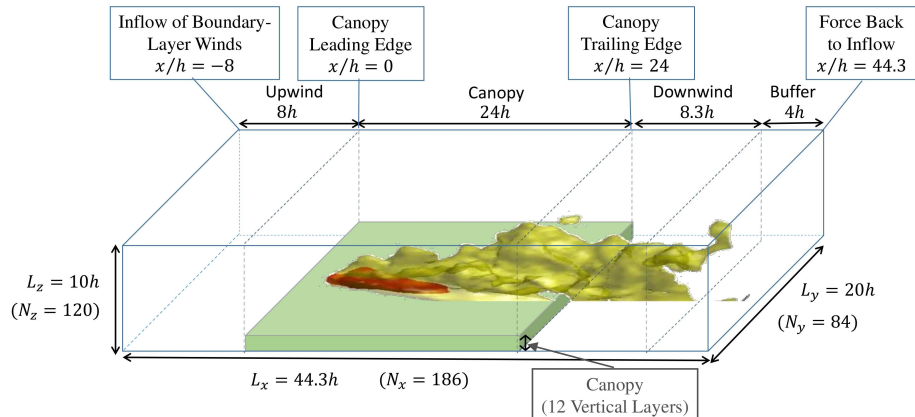 Inflow of Boundary-
Layer Winds
x/h = −8
Canopy
Leading Edge
x/h = 0
Canopy
Trailing Edge
x/h = 24
Force Back
to Inflow
x/h = 44.3
Upwind
8h
Canopy
24h
Downwind
8.3h
Buffer
4h
L_z = 10h
(N_z = 120)
L_y = 20h
(N_y = 84)
L_x = 44.3h (N_x = 186)
Canopy
(12 Vertical Layers)